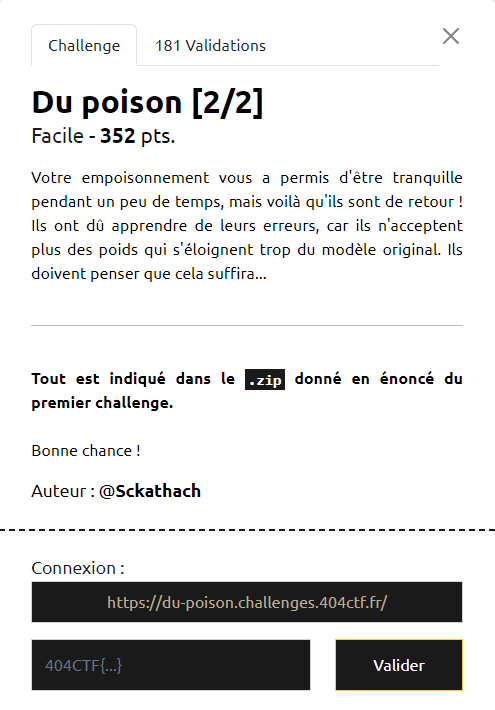 Challenge
181 Validations
Du poison [2/2]
Facile - 352 pts.
Votre empoisonnement vous a permis d'être tranquille
pendant un peu de temps, mais voilà qu'ils sont de retour !
Ils ont dû apprendre de leurs erreurs, car ils n'acceptent
plus des poids qui s'éloignent trop du modèle original. Ils
doivent penser que cela suffira...
Tout est indiqué dans le .zip donné en énoncé du
premier challenge.
Bonne chance !
Auteur : @Sckathach
Connexion :
https://du-poison.challenges.404ctf.fr/
404CTF{...}
Valider